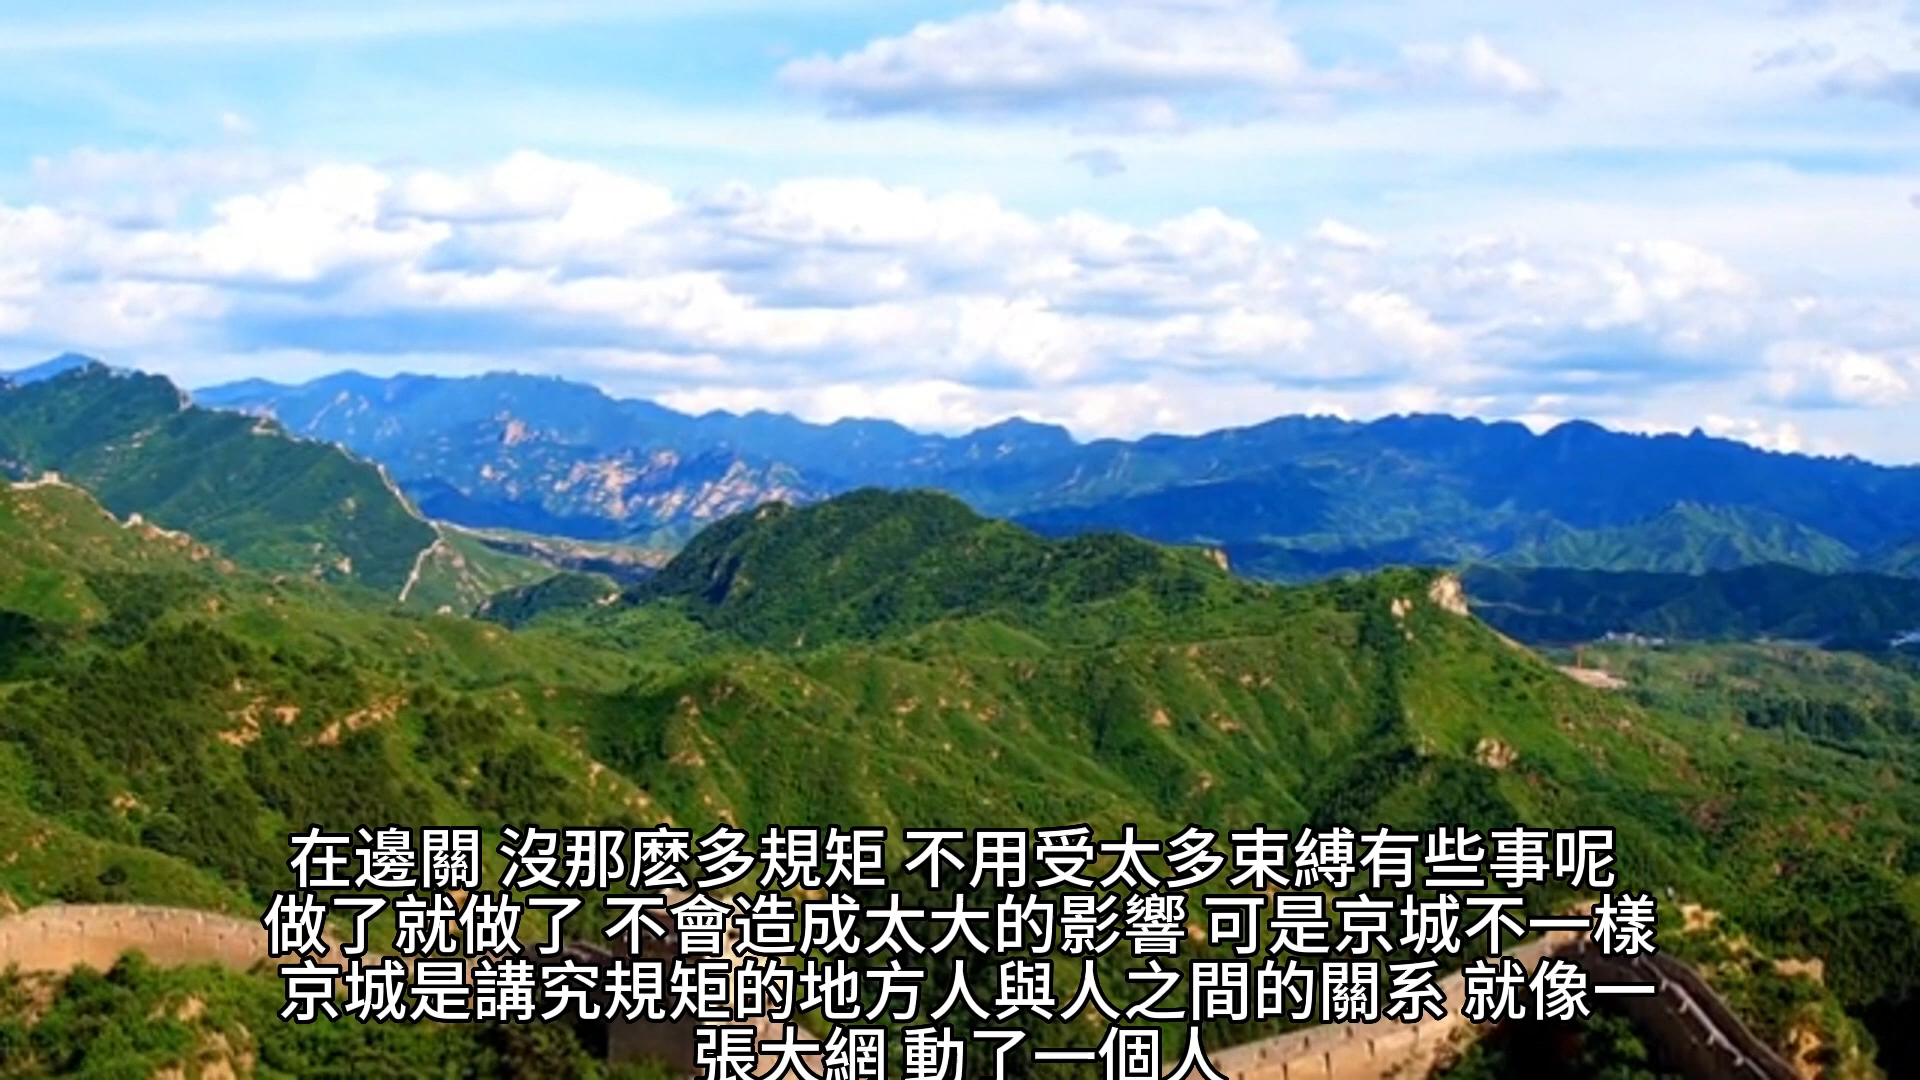 在邊關 沒那麽多規矩 不用受太多束縛有些事呢
做了就做了 不會造成太大的影響 可是京城不一樣
京城是講究規矩的地方人與人之間的關系 就像一
張大網 動了一個人